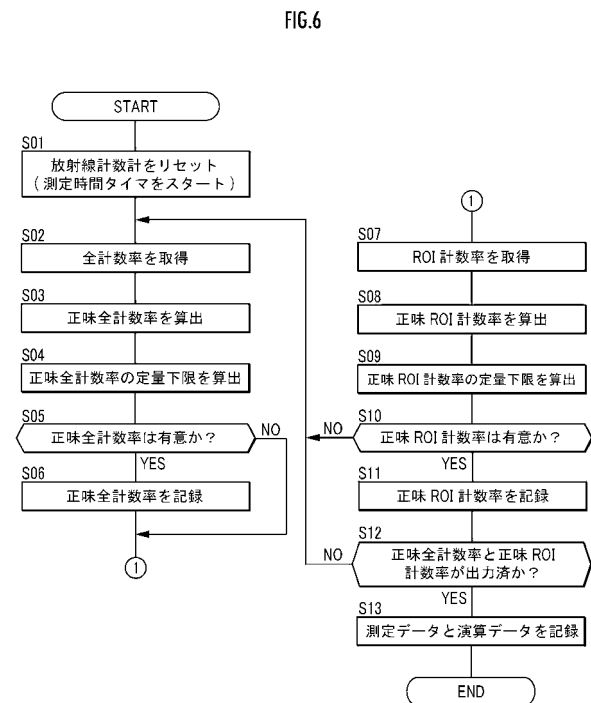 FIG.6
START
S01
放射線計数計をリセット
(測定時間タイマをスタート)
S02
全計数率を取得
S03
正味全計数率を算出
S04
正味全計数率の定量下限を算出
S05
正味全計数率は有意か?
NO
YES
S06
正味全計数率を記録
1
1
S07
ROI 計数率を取得
S08
正味 ROI 計数率を算出
S09
正味 ROI 計数率の定量下限を算出
S10
正味 ROI 計数率は有意か?
NO
YES
S11
正味 ROI 計数率を記録
S12
正味全計数率と正味 ROI
計数率が出力済か?
NO
YES
S13
測定データと演算データを記録
END